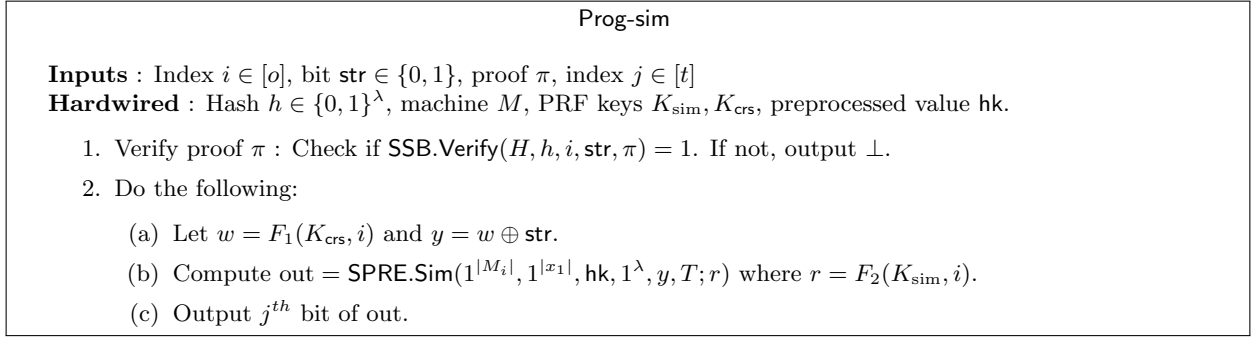 Prog-sim
Inputs : Index i ∈ [o], bit str ∈ {0, 1}, proof π, index j ∈ [t]
Hardwired : Hash h ∈ {0, 1}^λ, machine M, PRF keys K_sim, K_crs, preprocessed value hk.
1. Verify proof π : Check if SSB.Verify(H, h, i, str, π) = 1. If not, output ⊥.
2. Do the following:
(a) Let w = F_1(K_crs, i) and y = w ⊕ str.
(b) Compute out = SPRE.Sim(1^{|M_i|}, 1^{|x_1|}, hk, 1^λ, y, T; r) where r = F_2(K_sim, i).
(c) Output j^{th} bit of out.